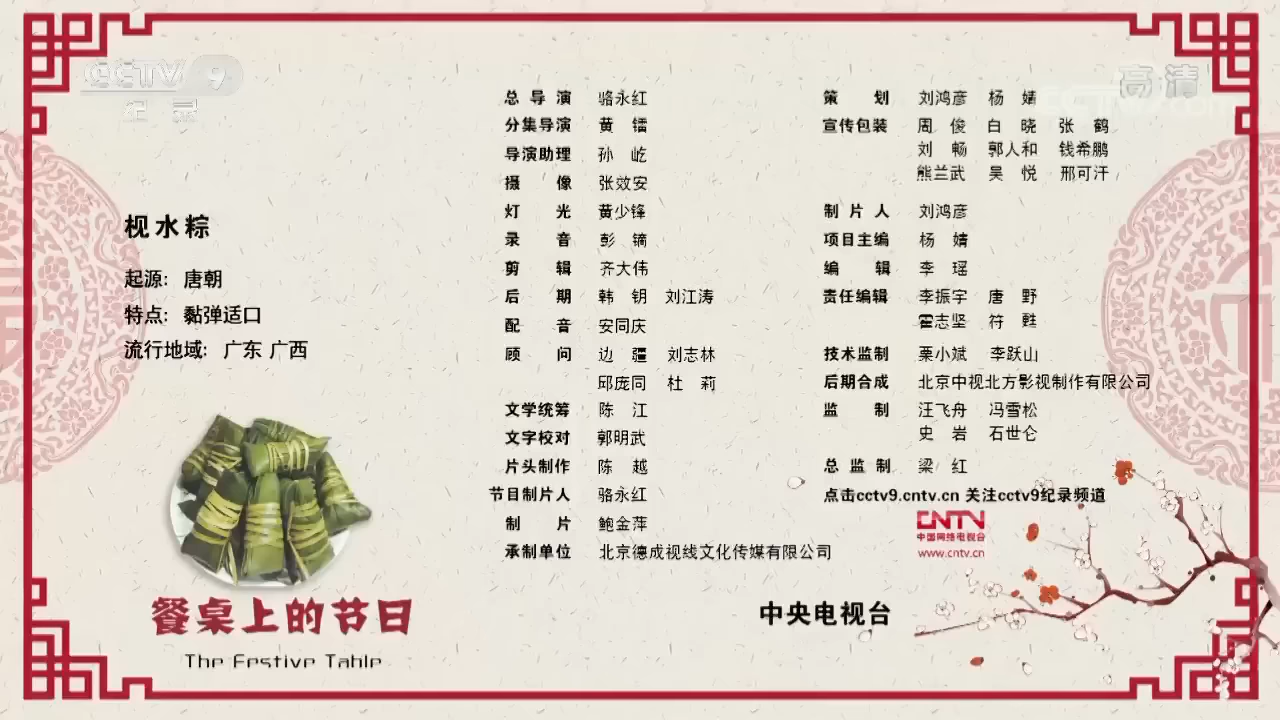 CCTV 9
纪录
高清
枧水粽
起源：唐朝
特点：黏弹适口
流行地域：广东 广西
餐桌上的节日
The Festive Table
总导演 骆永红
分集导演 黄镭
导演助理 孙屹
摄像 张效安
灯光 黄少锋
录音 彭镝
剪辑 齐大伟
后期 韩钥 刘江涛
配音 安同庆
顾问 边疆 刘志林
邱庞同 杜莉
文学统筹 陈江
文字校对 郭明武
片头制作 陈越
节目制片人 骆永红
制片 鲍金萍
承制单位 北京德成视线文化传媒有限公司
策划 刘鸿彦 杨婧
宣传包装 周俊 白晓 张鹤
刘畅 郭人和 钱希鹏
熊兰武 吴悦 邢可汗
制片人 刘鸿彦
项目主编 杨婧
编辑 李瑶
责任编辑 李振宇 唐野
霍志坚 符甦
技术监制 栗小斌 李跃山
后期合成 北京中视北方影视制作有限公司
监制 汪飞舟 冯雪松
史岩 石世仑
总监制 梁红
点击cctv9.cntv.cn 关注cctv9纪录频道
CNTV
中国网络电视台
www.cntv.cn
中央电视台